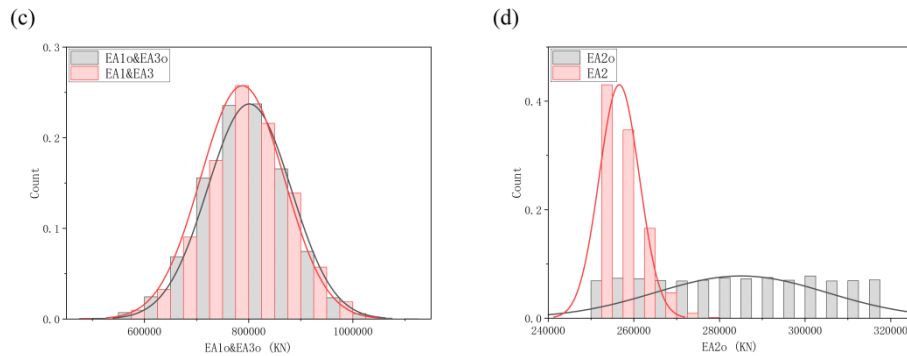 (c)
(d)
0.3
0.2
0.1
0.0
Count
EA1o&EA3o
EA1&EA3
600000
800000
1000000
EA1o&EA3o (KN)
0.4
0.2
0.0
Count
EA2o
EA2
240000
260000
280000
300000
320000
EA2o (KN)